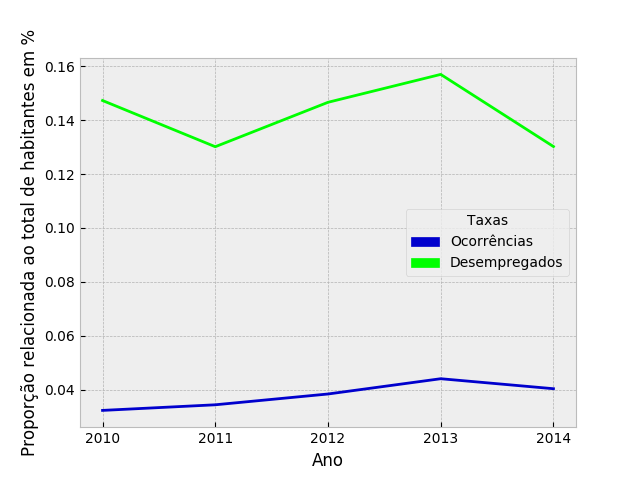 Proporção relacionada ao total de habitantes em %
0.16
0.14
0.12
0.10
0.08
0.06
0.04
Taxas
Ocorrências
Desempregados
2010 2011 2012 2013 2014
Ano